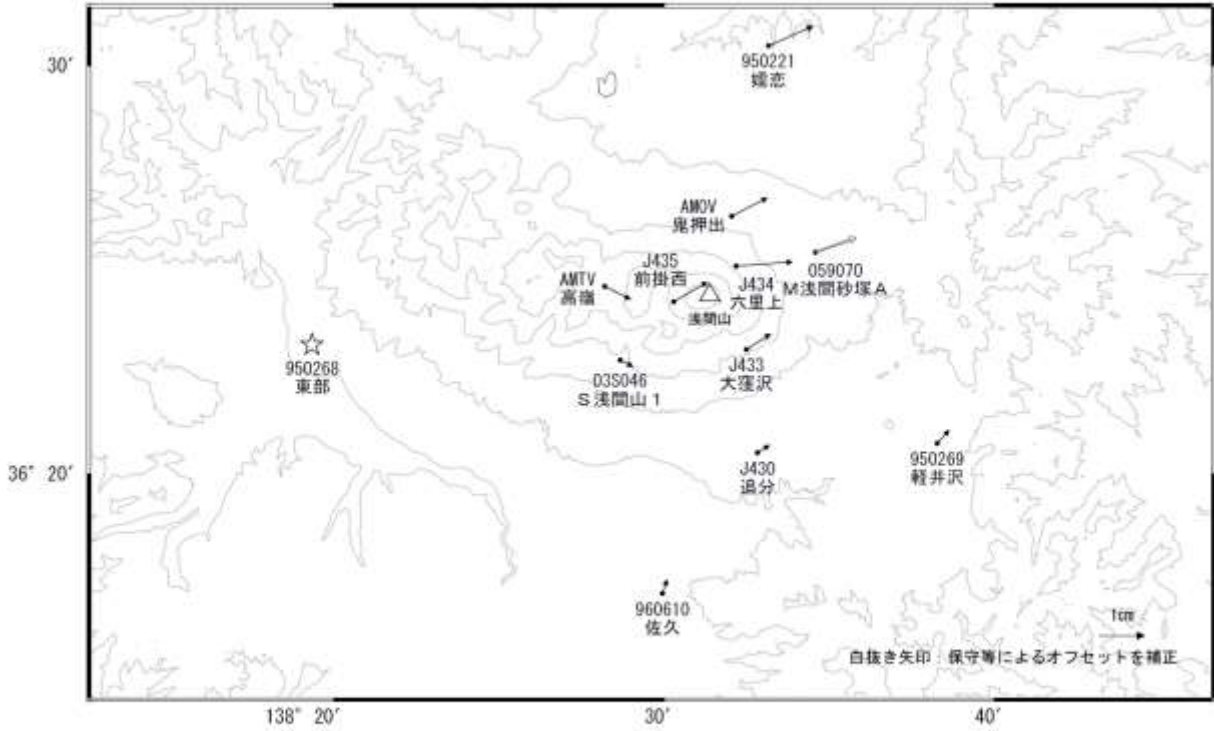 30′
950221
嬬恋
AMOV
鬼押出
J435
前掛西
059070
M浅間砂塚A
AMTV
高嶺
J434
六里上
浅間山
950268
東部
03S046
S浅間山1
J433
大窪沢
36° 20′
J430
追分
950269
軽井沢
960610
佐久
1cm
白抜き矢印：保守等によるオフセットを補正
138° 20′
30′
40′